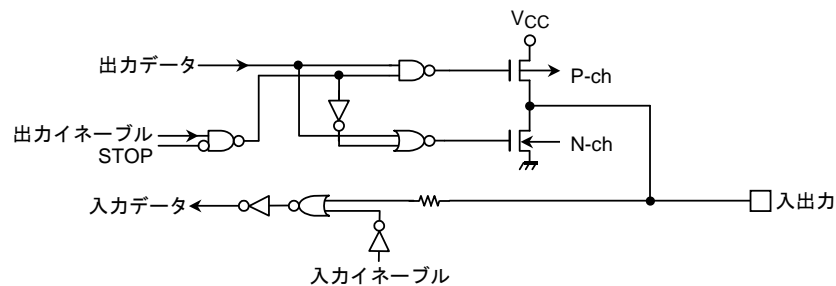 VCC
出力データ
P-ch
出力イネーブル
STOP
N-ch
入力データ
入出力
入力イネーブル